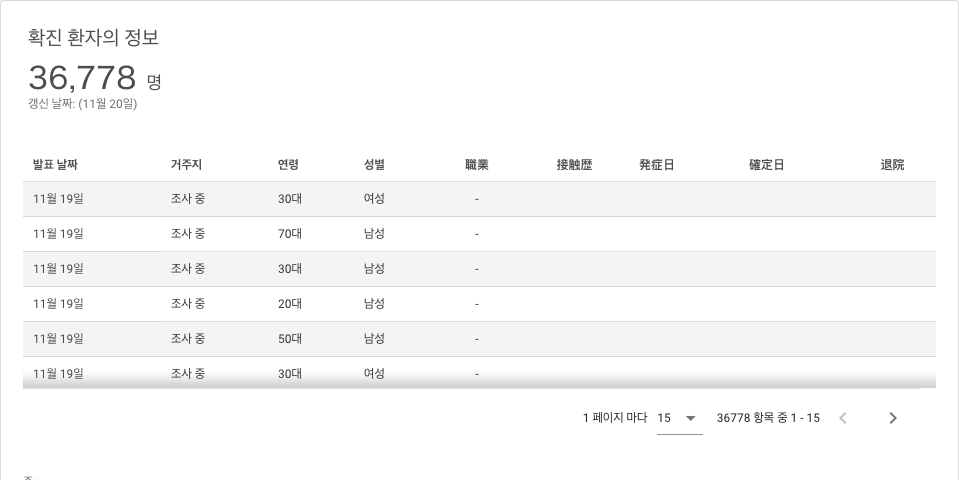 확진 환자의 정보
36,778 명
갱신 날짜: (11월 20일)
발표 날짜 거주지 연령 성별 職業 接触歴 発症日 確定日 退院
11월 19일 조사 중 30대 여성 -
11월 19일 조사 중 70대 남성 -
11월 19일 조사 중 30대 남성 -
11월 19일 조사 중 20대 남성 -
11월 19일 조사 중 50대 남성 -
11월 19일 조사 중 30대 여성 -
1 페이지 마다 15 36778 항목 중 1 - 15